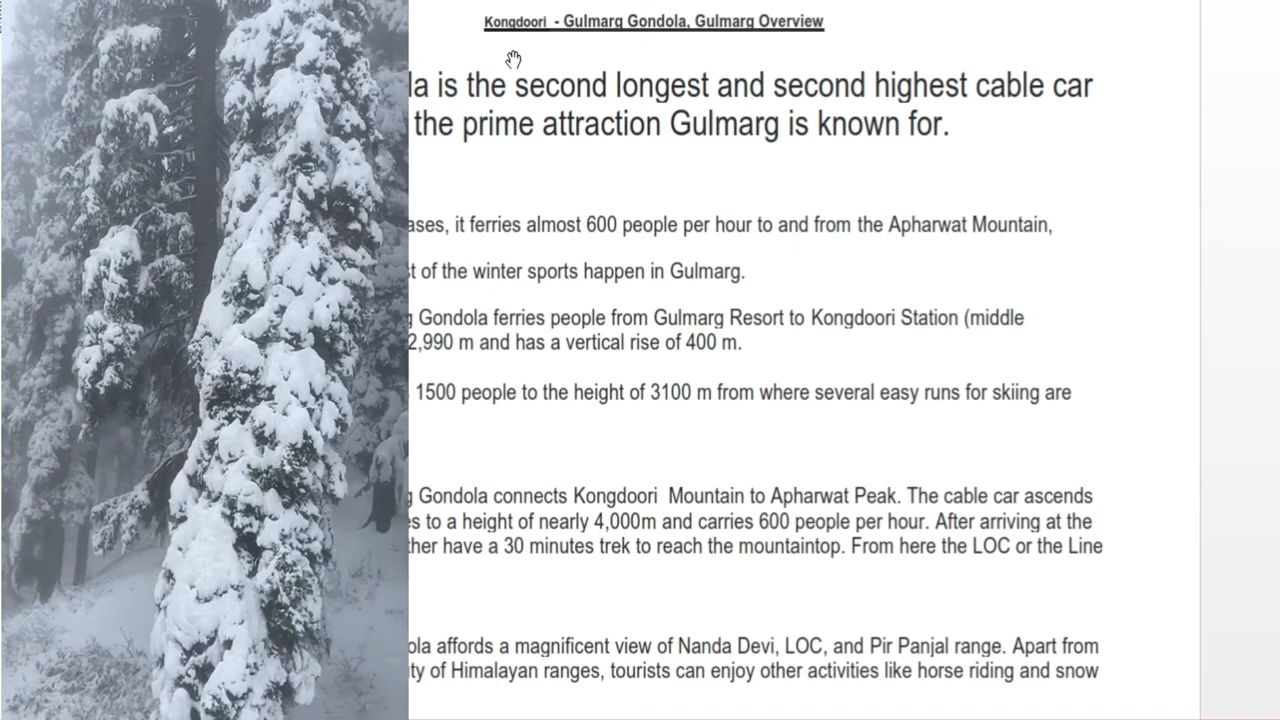 Kongdoori - Gulmarg Gondola, Gulmarg Overview
is the second longest and second highest cable car
the prime attraction Gulmarg is known for.
it ferries almost 600 people per hour to and from the Apharwat Mountain,
of the winter sports happen in Gulmarg.
Gondola ferries people from Gulmarg Resort to Kongdoori Station (middle
2,990 m and has a vertical rise of 400 m.
1500 people to the height of 3100 m from where several easy runs for skiing are
Gondola connects Kongdoori Mountain to Apharwat Peak. The cable car ascends
to a height of nearly 4,000m and carries 600 people per hour. After arriving at the
have a 30 minutes trek to reach the mountaintop. From here the LOC or the Line
affords a magnificent view of Nanda Devi, LOC, and Pir Panjal range. Apart from
of Himalayan ranges, tourists can enjoy other activities like horse riding and snow